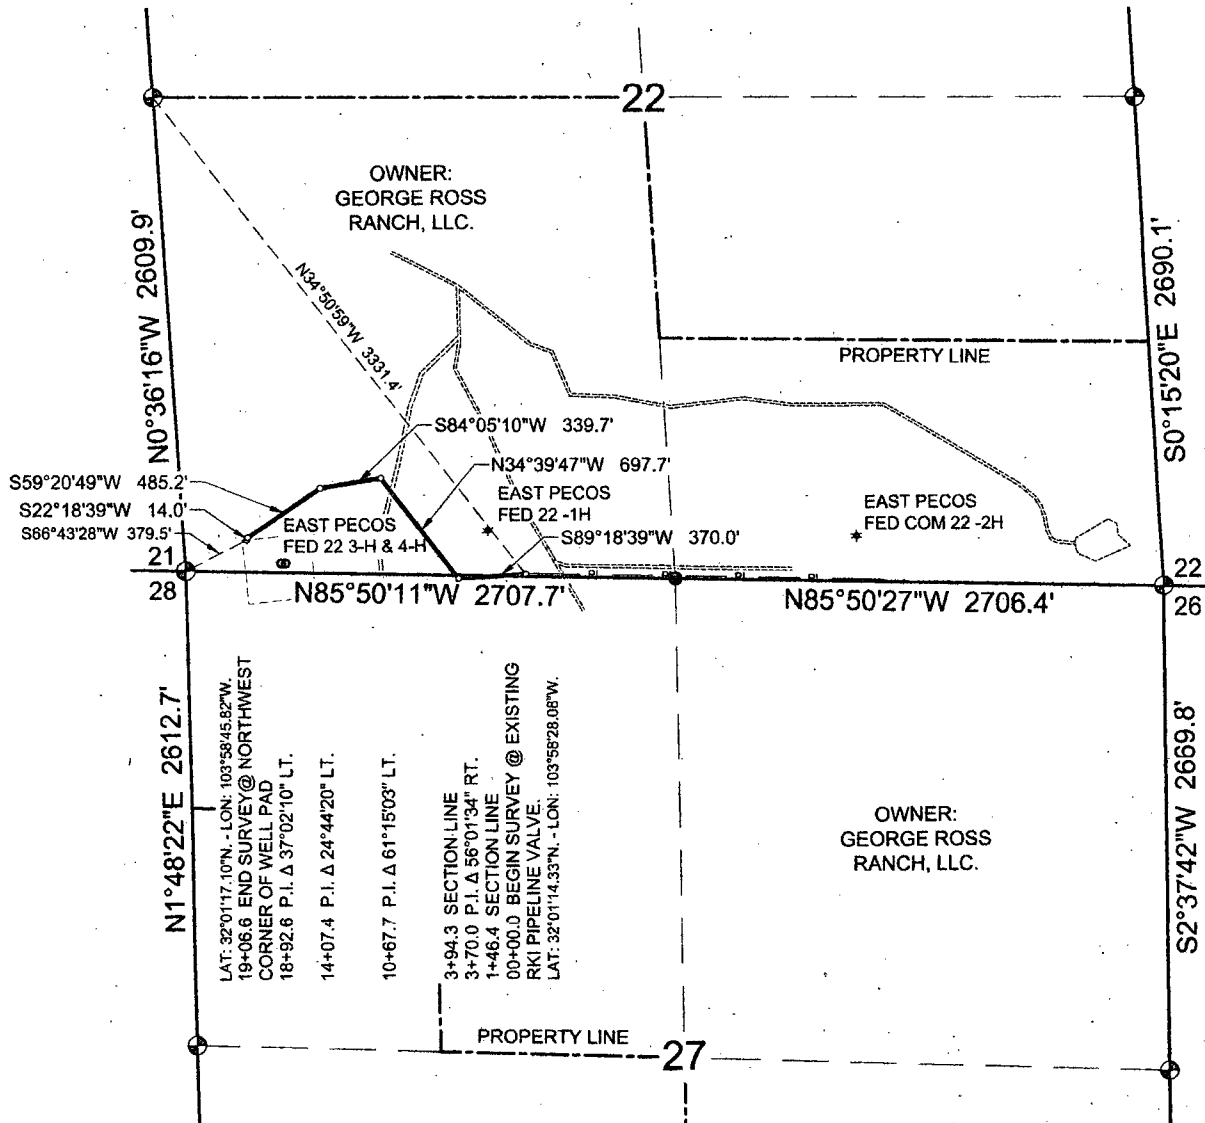 22
OWNER:
GEORGE ROSS
RANCH, LLC.
N0°36'16"W 2609.9'
N34°50'59"W 3331.4'
S0°15'20"E 2690.1'
PROPERTY LINE
S84°05'10"W 339.7'
N34°39'47"W 697.7'
S59°20'49"W 485.2'
S22°18'39"W 14.0'
S66°43'28"W 379.5'
EAST PECOS
FED 22 -1H
EAST PECOS
FED COM 22 -2H
EAST PECOS
FED 22 3-H & 4-H
S89°18'39"W 370.0'
21
28
22
26
N85°50'11"W 2707.7'
N85°50'27"W 2706.4'
N1°48'22"E 2612.7'
LAT: 32°01'17.10"N. - LON: 103°58'45.82"W.
19+06.6 END SURVEY@ NORTHWEST
CORNER OF WELL PAD
18+92.6 P.I. Δ 37°02'10" LT.
14+07.4 P.I. Δ 24°44'20" LT.
10+67.7 P.I. Δ 61°15'03" LT.
3+94.3 SECTION LINE
3+70.0 P.I. Δ 56°01'34" RT.
1+46.4 SECTION LINE
00+00.0 BEGIN SURVEY @ EXISTING
RKI PIPELINE VALVE.
LAT: 32°01'14.33"N. - LON: 103°58'28.08"W.
OWNER:
GEORGE ROSS
RANCH, LLC.
S2°37'42"W 2669.8'
PROPERTY LINE
27